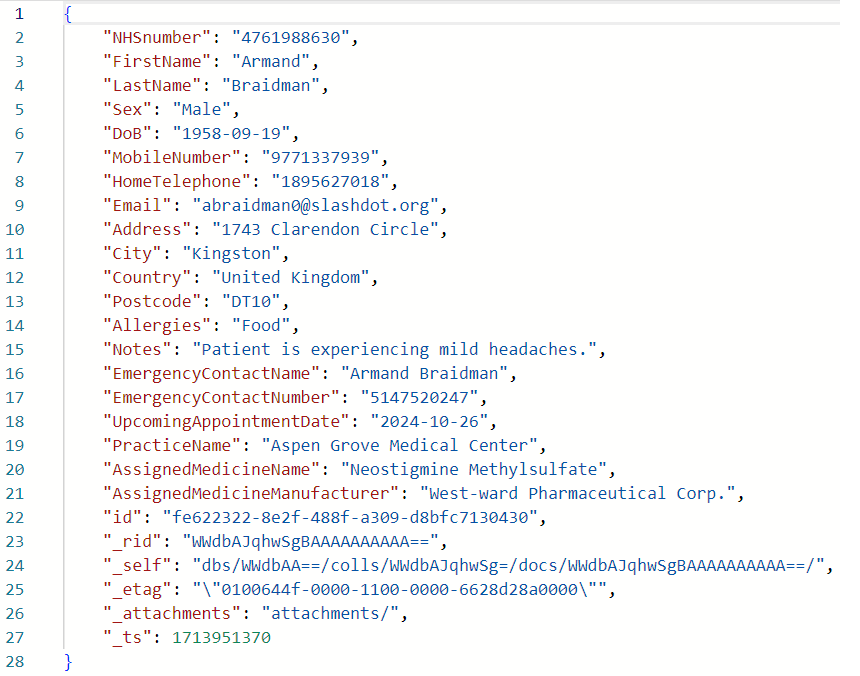 1 {
2 "NHSnumber": "4761988630",
3 "FirstName": "Armand",
4 "LastName": "Braidman",
5 "Sex": "Male",
6 "DoB": "1958-09-19",
7 "MobileNumber": "9771337939",
8 "HomeTelephone": "1895627018",
9 "Email": "abraidman0@slashdot.org",
10 "Address": "1743 Clarendon Circle",
11 "City": "Kingston",
12 "Country": "United Kingdom",
13 "Postcode": "DT10",
14 "Allergies": "Food",
15 "Notes": "Patient is experiencing mild headaches.",
16 "EmergencyContactName": "Armand Braidman",
17 "EmergencyContactNumber": "5147520247",
18 "UpcomingAppointmentDate": "2024-10-26",
19 "PracticeName": "Aspen Grove Medical Center",
20 "AssignedMedicineName": "Neostigmine Methylsulfate",
21 "AssignedMedicineManufacturer": "West-ward Pharmaceutical Corp.",
22 "id": "fe622322-8e2f-488f-a309-d8bfc7130430",
23 "_rid": "WWdbAJqhwSgBAAAAAAAAAA==",
24 "_self": "dbs/WWdbAA==/colls/WWdbAJqhwSg=/docs/WWdbAJqhwSgBAAAAAAAAAA==/",
25 "_etag": "\"0100644f-0000-1100-0000-6628d28a0000\"",
26 "_attachments": "attachments/",
27 "_ts": 1713951370
28 }